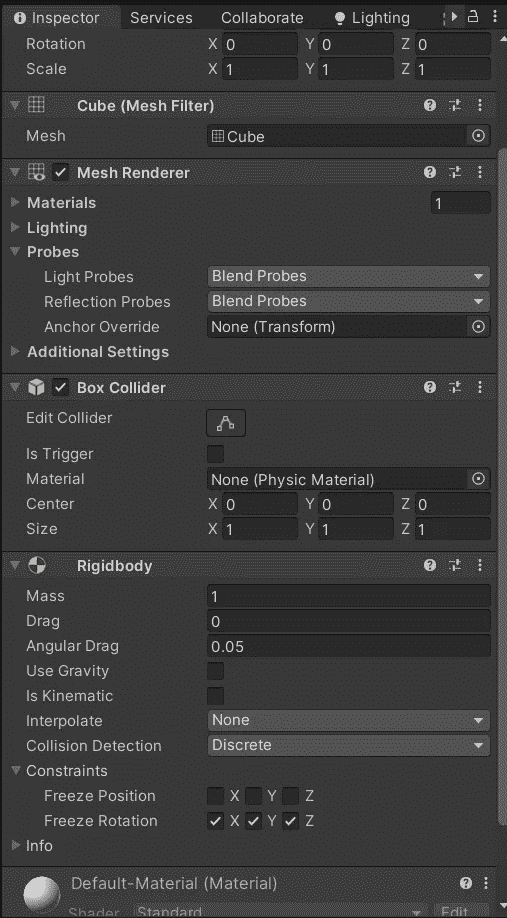 Inspector Services Collaborate Lighting
Rotation X 0 Y 0 Z 0
Scale X 1 Y 1 Z 1
Cube (Mesh Filter)
Mesh Cube
Mesh Renderer
Materials 1
Lighting
Probes
Light Probes Blend Probes
Reflection Probes Blend Probes
Anchor Override None (Transform)
Additional Settings
Box Collider
Edit Collider
Is Trigger
Material None (Physic Material)
Center X 0 Y 0 Z 0
Size X 1 Y 1 Z 1
Rigidbody
Mass 1
Drag 0
Angular Drag 0.05
Use Gravity
Is Kinematic
Interpolate None
Collision Detection Discrete
Constraints
Freeze Position X Y Z
Freeze Rotation X Y Z
Info
Default-Material (Material)
Shader Standard Edit